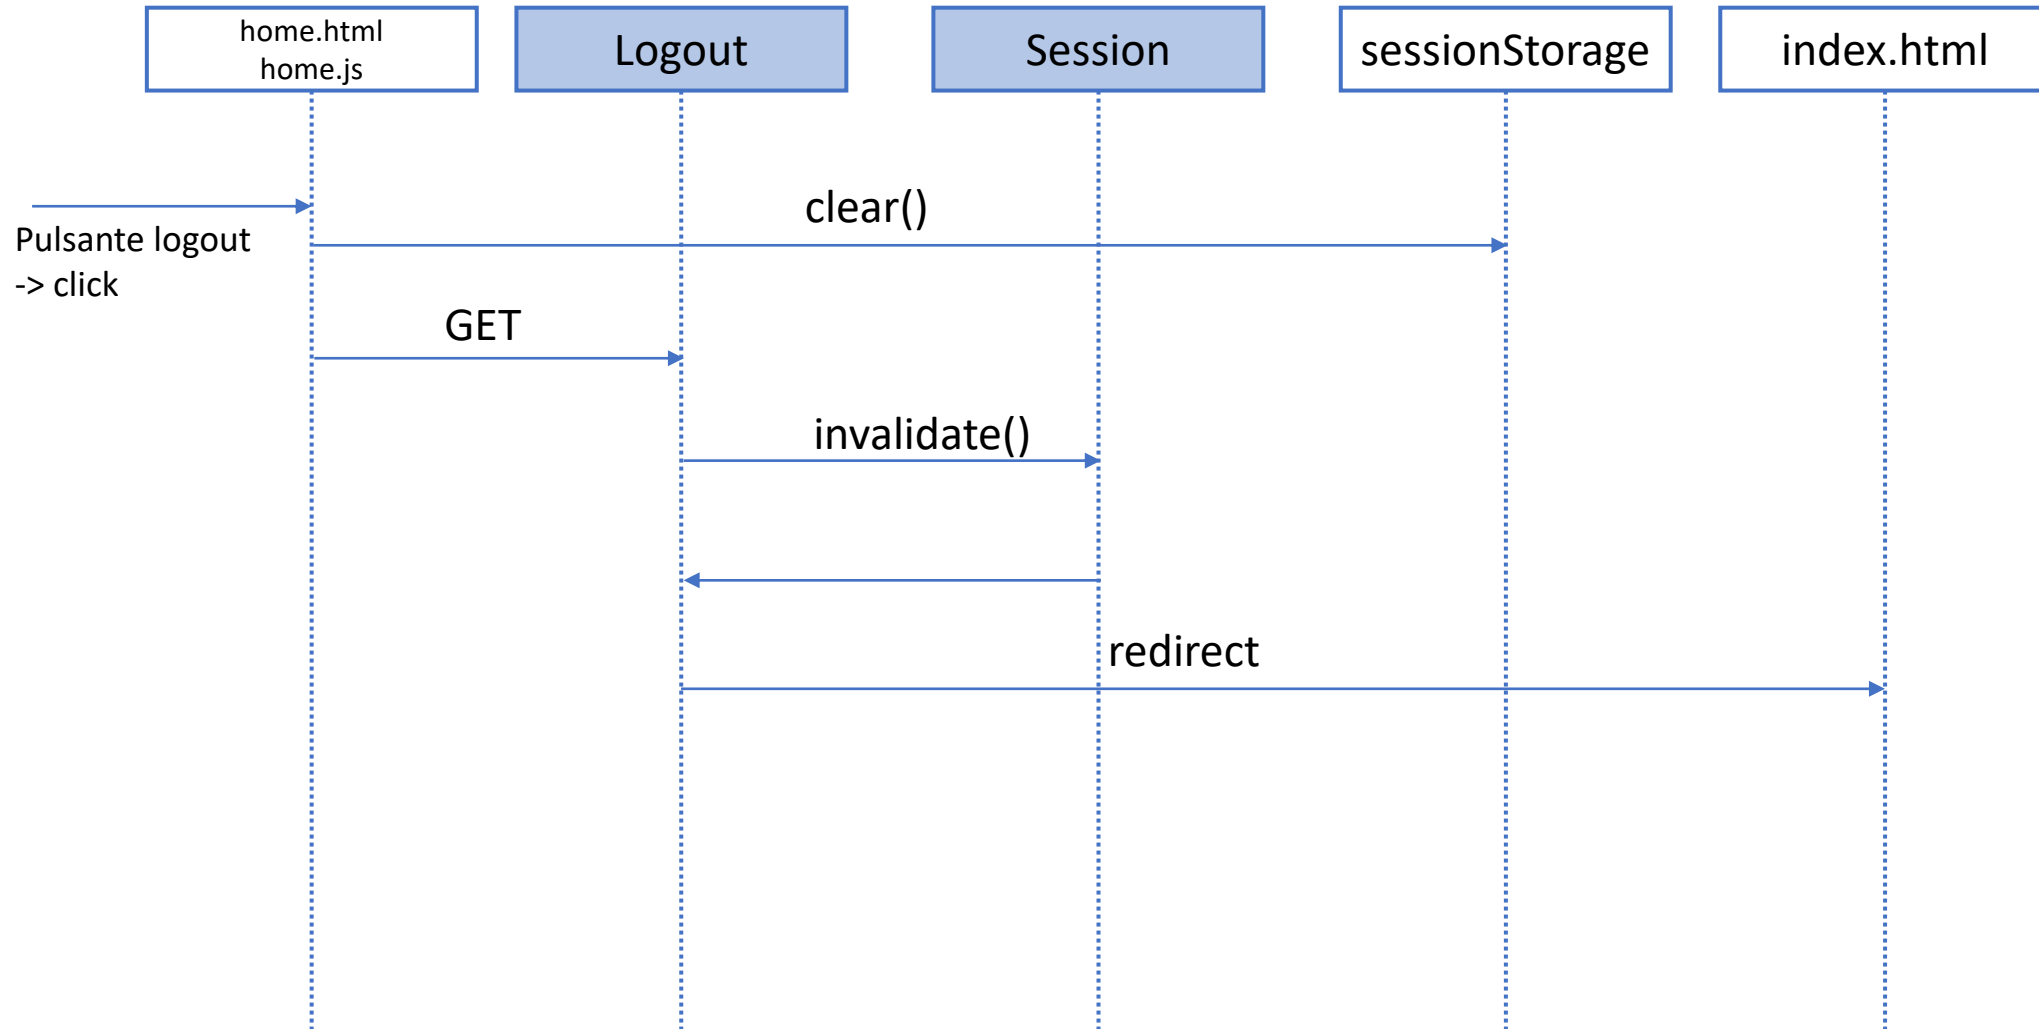 home.html
home.js
Logout
Session
sessionStorage
index.html
clear()
Pulsante logout
-> click
GET
invalidate()
redirect